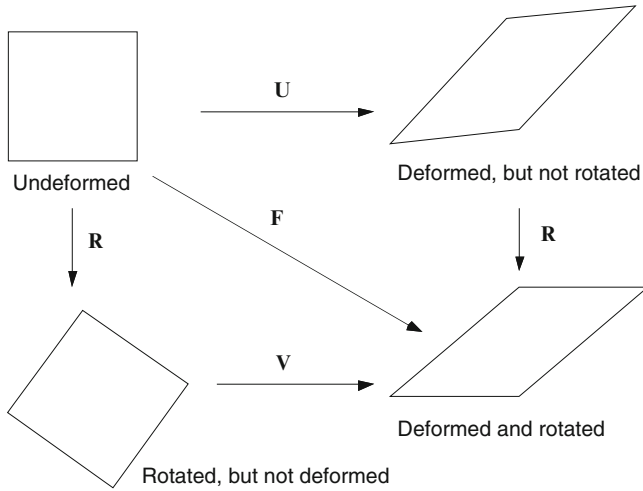 U
Undeformed
Deformed, but not rotated
F
R
R
V
Deformed and rotated
Rotated, but not deformed